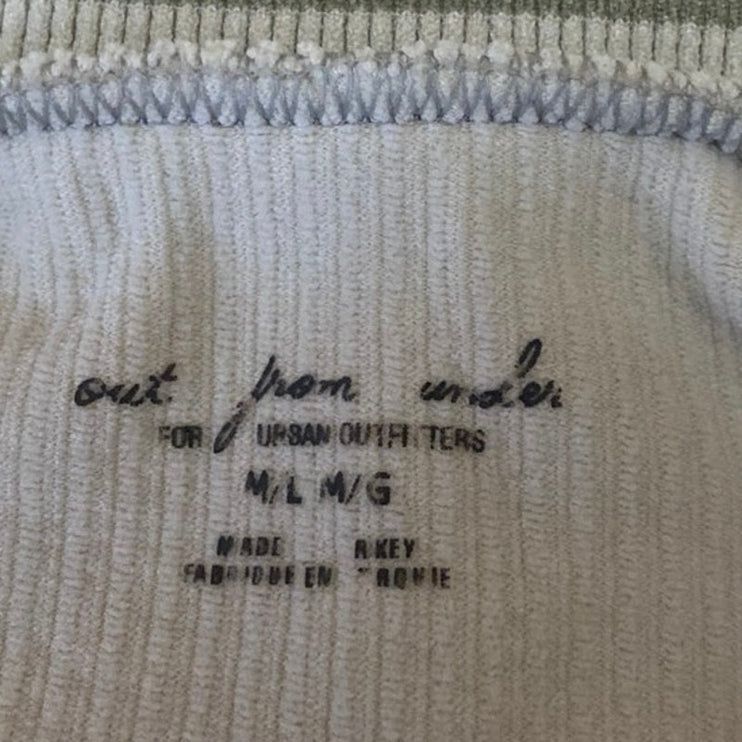 out from under
FOR URBAN OUTFITTERS
M/L M/G
MADE
FABRIQUE EN